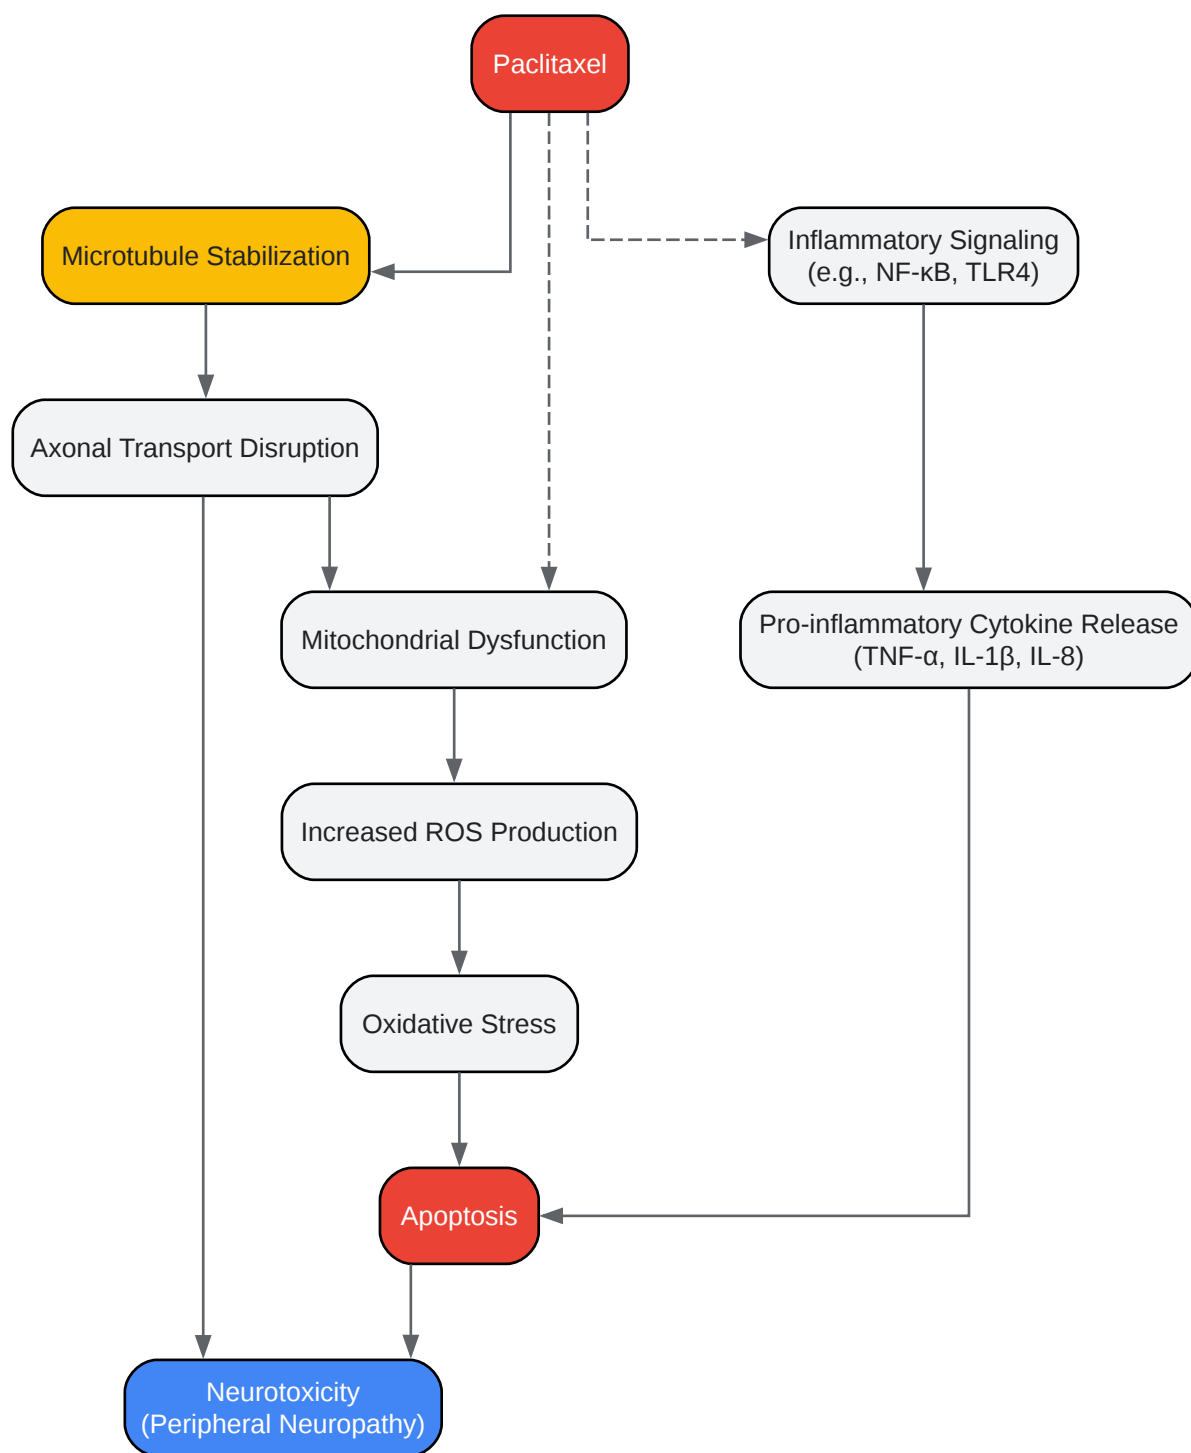 Paclitaxel
Microtubule Stabilization
Inflammatory Signaling
(e.g., NF-κB, TLR4)
Axonal Transport Disruption
Mitochondrial Dysfunction
Pro-inflammatory Cytokine Release
(TNF-α, IL-1β, IL-8)
Increased ROS Production
Oxidative Stress
Apoptosis
Neurotoxicity
(Peripheral Neuropathy)